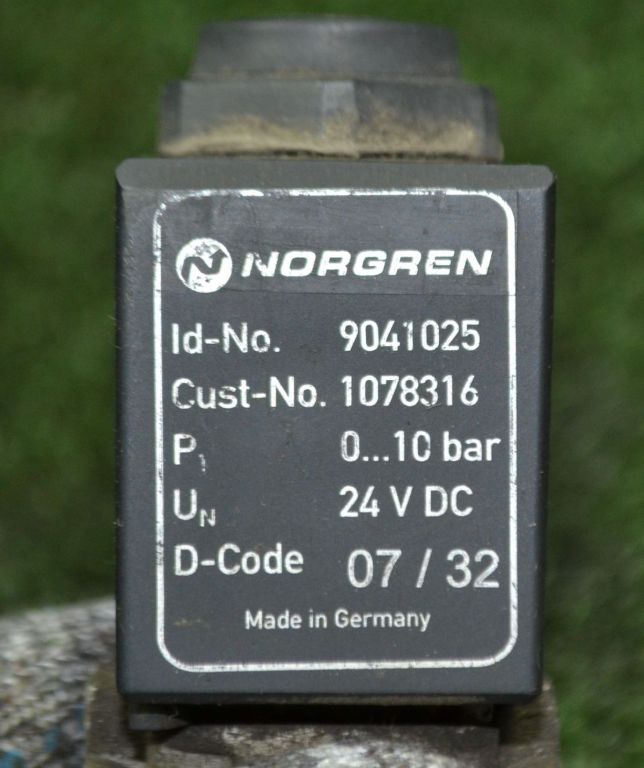 NORGREN
Id-No. 9041025
Cust-No. 1078316
P₁ 0...10 bar
U_N 24 V DC
D-Code 07 / 32
Made in Germany